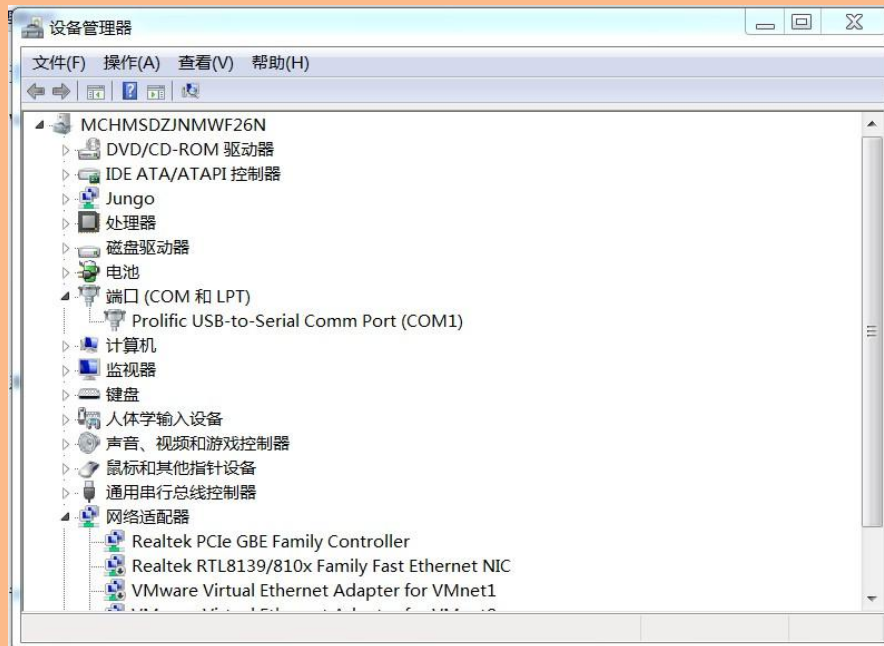 设备管理器
文件(F) 操作(A) 查看(V) 帮助(H)
MCHMSDZJNMWF26N
DVD/CD-ROM 驱动器
IDE ATA/ATAPI 控制器
Jungo
处理器
磁盘驱动器
电池
端口 (COM 和 LPT)
Prolific USB-to-Serial Comm Port (COM1)
计算机
监视器
键盘
人体学输入设备
声音、视频和游戏控制器
鼠标和其他指针设备
通用串行总线控制器
网络适配器
Realtek PCIe GBE Family Controller
Realtek RTL8139/810x Family Fast Ethernet NIC
VMware Virtual Ethernet Adapter for VMnet1